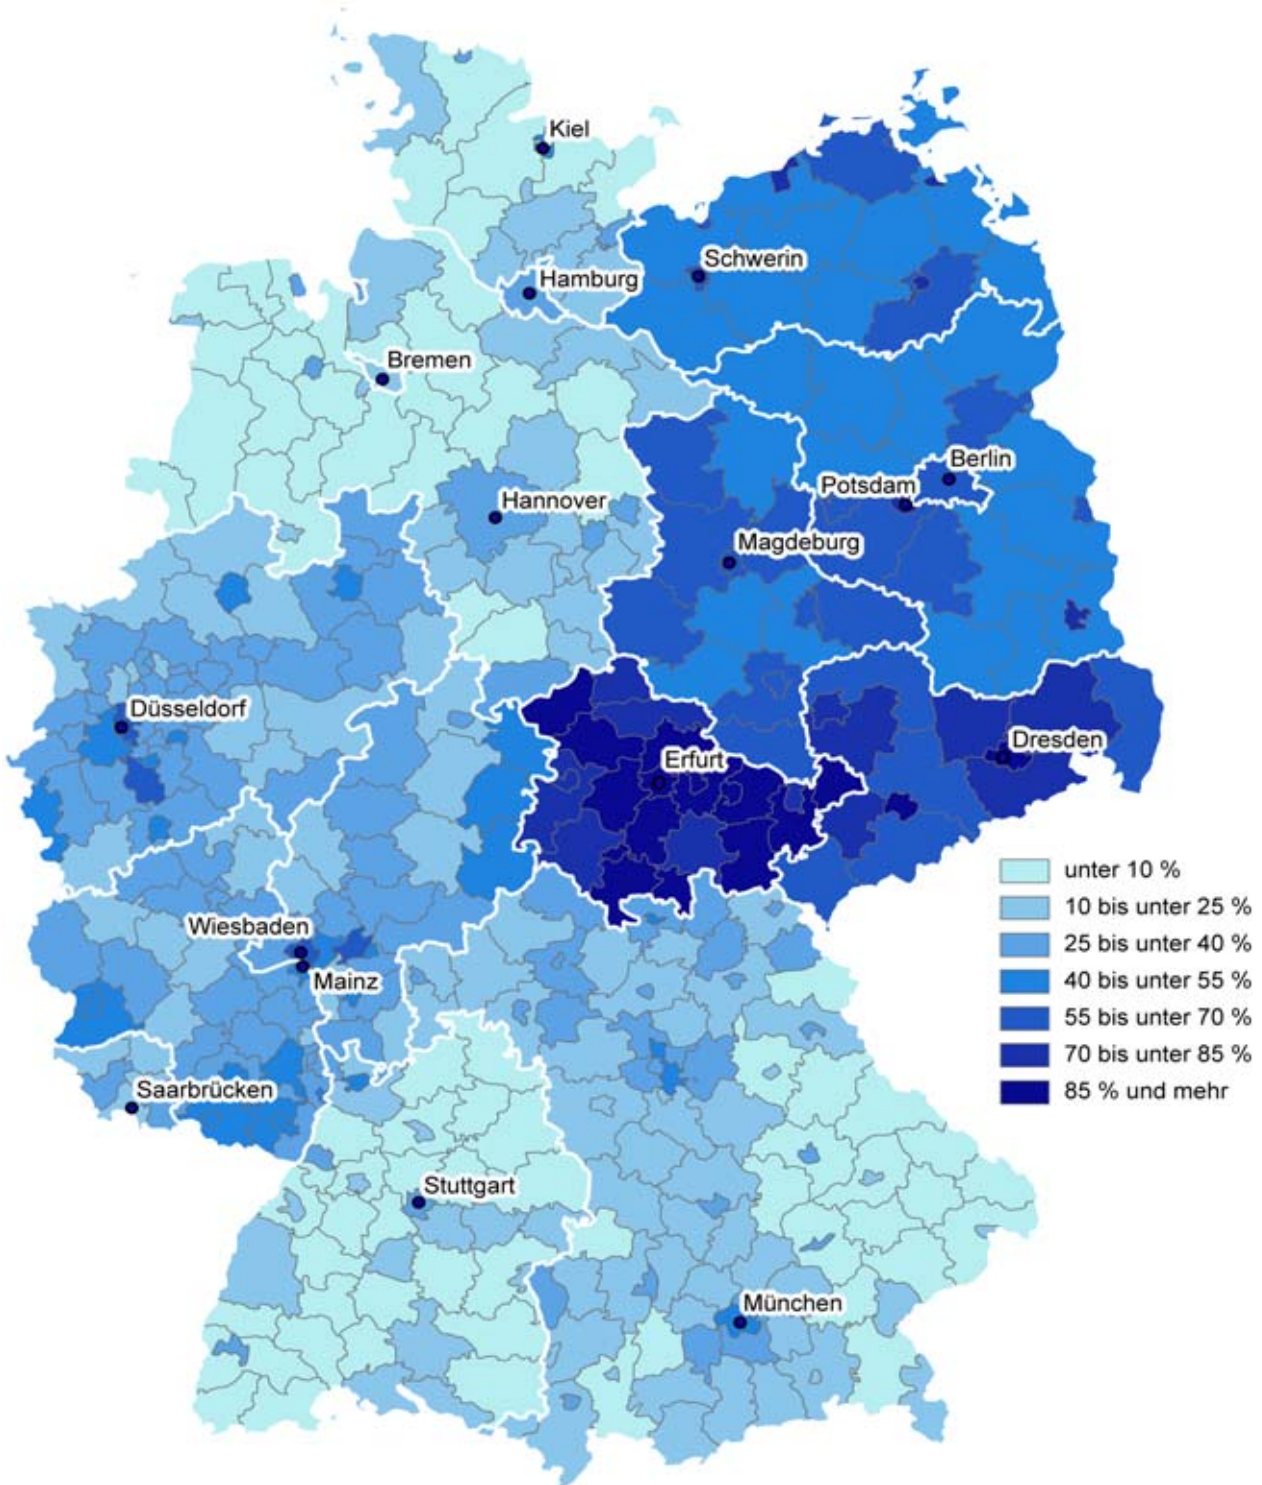 Kiel
Schwerin
Hamburg
Bremen
Berlin
Potsdam
Hannover
Magdeburg
Düsseldorf
Dresden
Erfurt
Wiesbaden
Mainz
Saarbrücken
Stuttgart
München
unter 10 %
10 bis unter 25 %
25 bis unter 40 %
40 bis unter 55 %
55 bis unter 70 %
70 bis unter 85 %
85 % und mehr